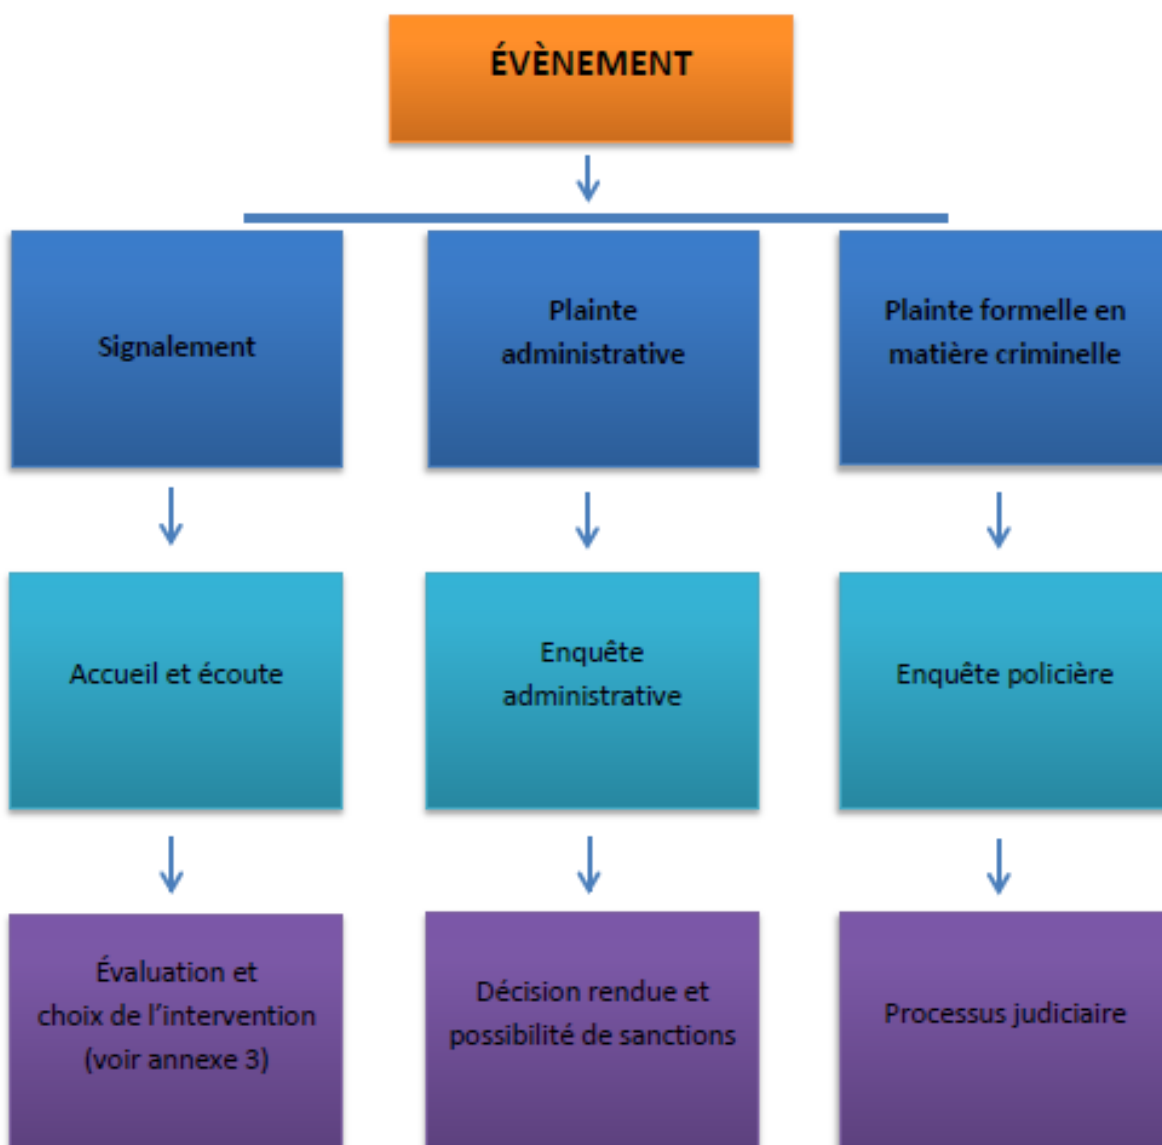 ÉVÈNEMENT
Signalement
Plainte
administrative
Plainte formelle en
matière criminelle
Accueil et écoute
Enquête
administrative
Enquête policière
Évaluation et
choix de l’intervention
(voir annexe 3)
Décision rendue et
possibilité de sanctions
Processus judiciaire